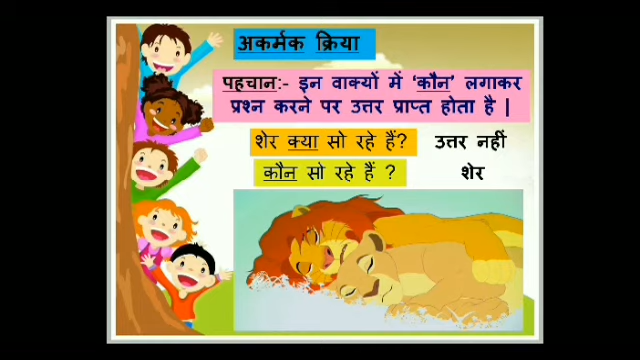 अकर्मक क्रिया
पहचान:- इन वाक्यों में ‘कौन’ लगाकर
प्रश्न करने पर उत्तर प्राप्त होता है |
शेर क्या सो रहे हैं? उत्तर नहीं
कौन सो रहे हैं ? शेर